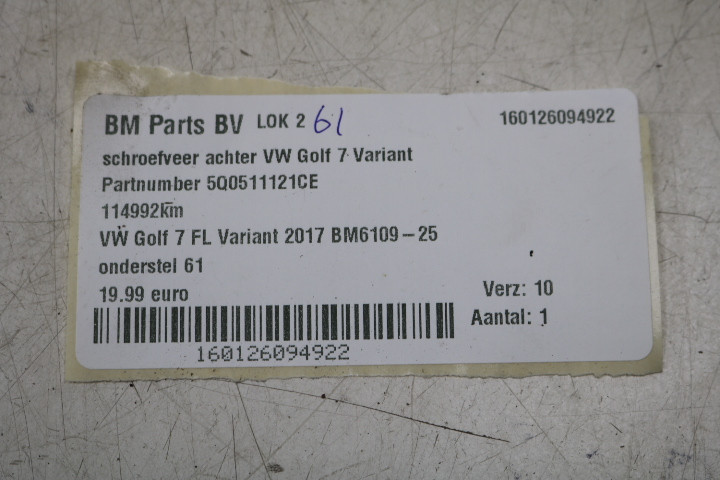 BM Parts BV LOK 2 61 160126094922
schroefveer achter VW Golf 7 Variant
Partnumber 5Q0511121CE
114992km
VW Golf 7 FL Variant 2017 BM6109-25
onderstel 61
19.99 euro Verz: 10
Aantal: 1
160126094922